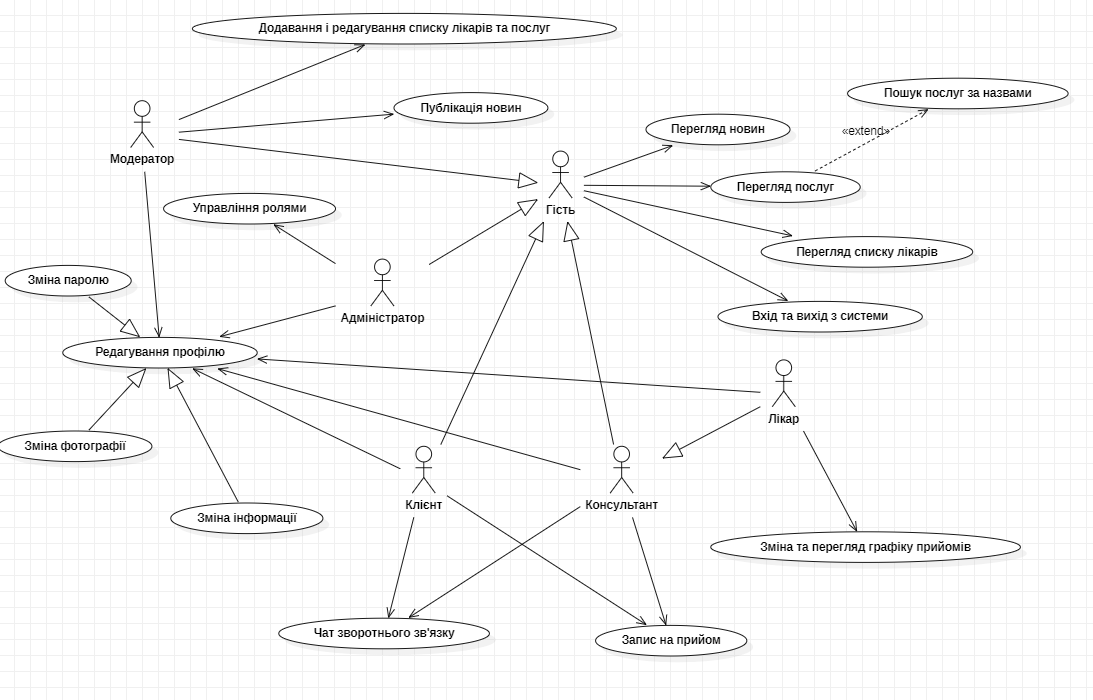 Додавання і редагування списку лікарів та послуг
Пошук послуг за назвами
Публікація новин
Перегляд новин
«extend»
Модератор
Перегляд послуг
Управління ролями
Гість
Перегляд списку лікарів
Зміна паролю
Адміністратор
Вхід та вихід з системи
Редагування профілю
Лікар
Зміна фотографії
Клієнт
Консультант
Зміна інформації
Зміна та перегляд графіку прийомів
Чат зворотнього зв'язку
Запис на прийом